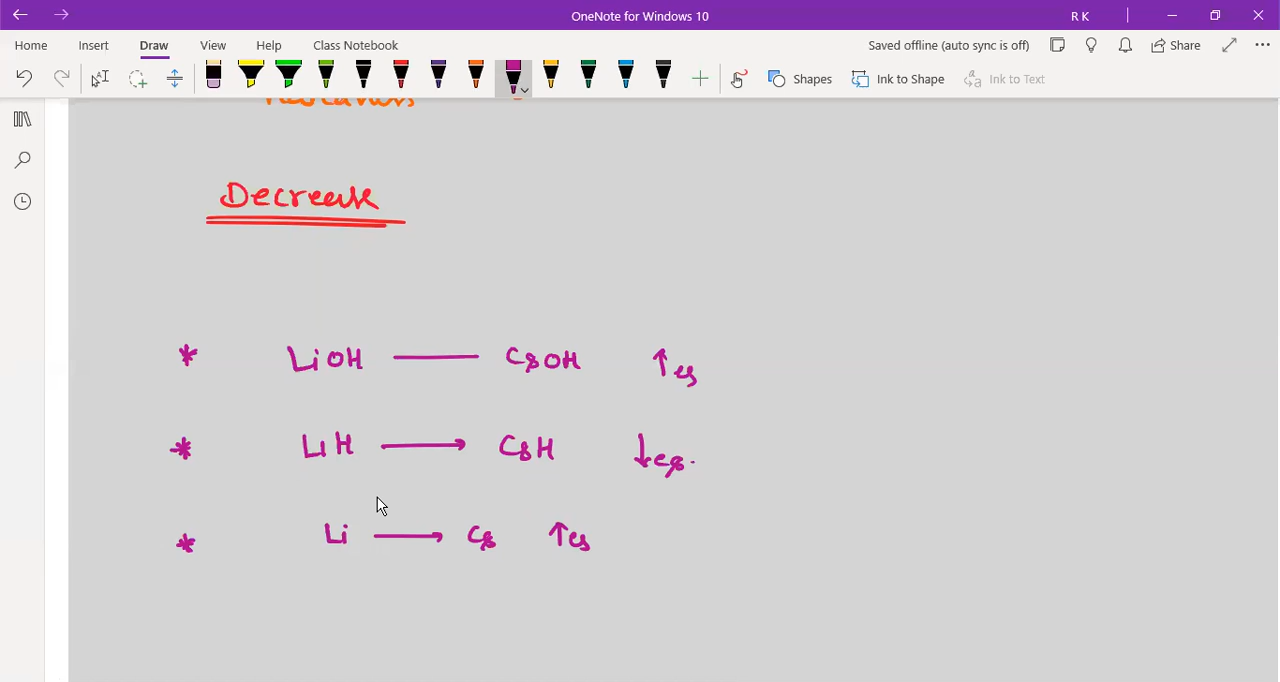 OneNote for Windows 10
R K
Home Insert Draw View Help Class Notebook
Saved offline (auto sync is off) Share
Shapes Ink to Shape Ink to Text
Decrease
* LiOH — CsOH ↑es
* LiH → CsH ↓es.
* Li → Cs ↑es